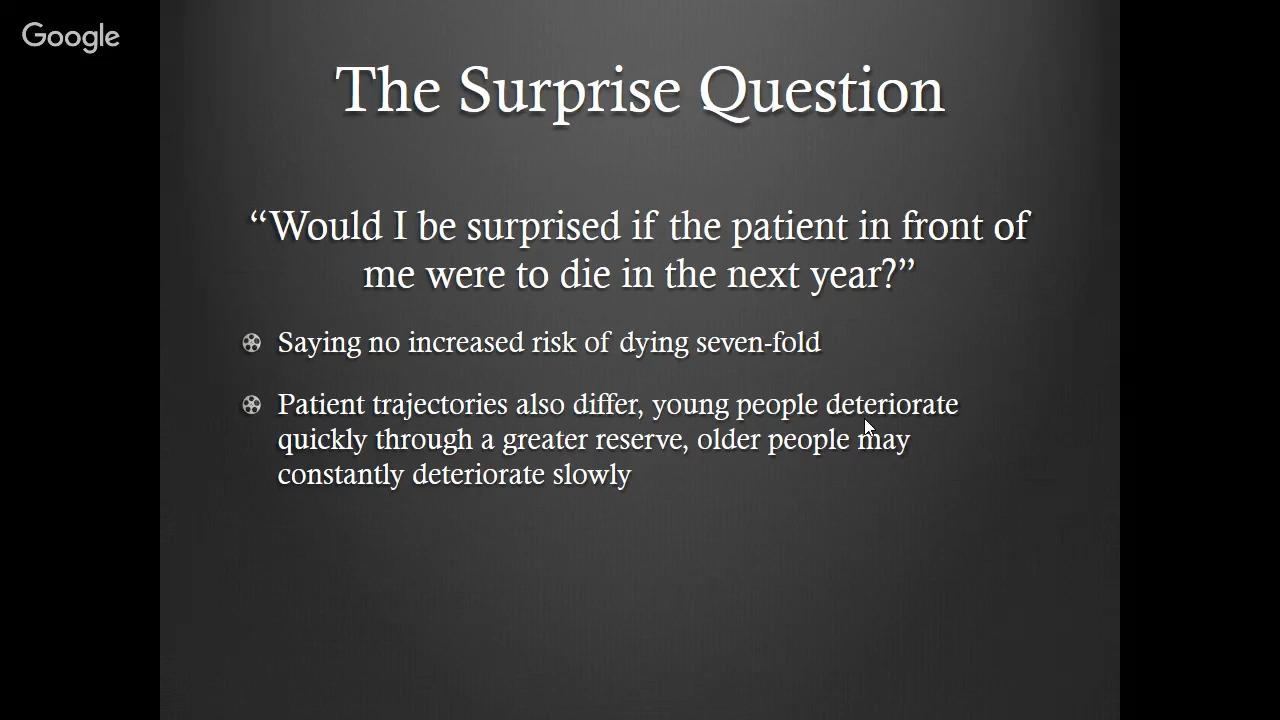 Google
The Surprise Question
“Would I be surprised if the patient in front of
me were to die in the next year?”
Saying no increased risk of dying seven-fold
Patient trajectories also differ, young people deteriorate
quickly through a greater reserve, older people may
constantly deteriorate slowly